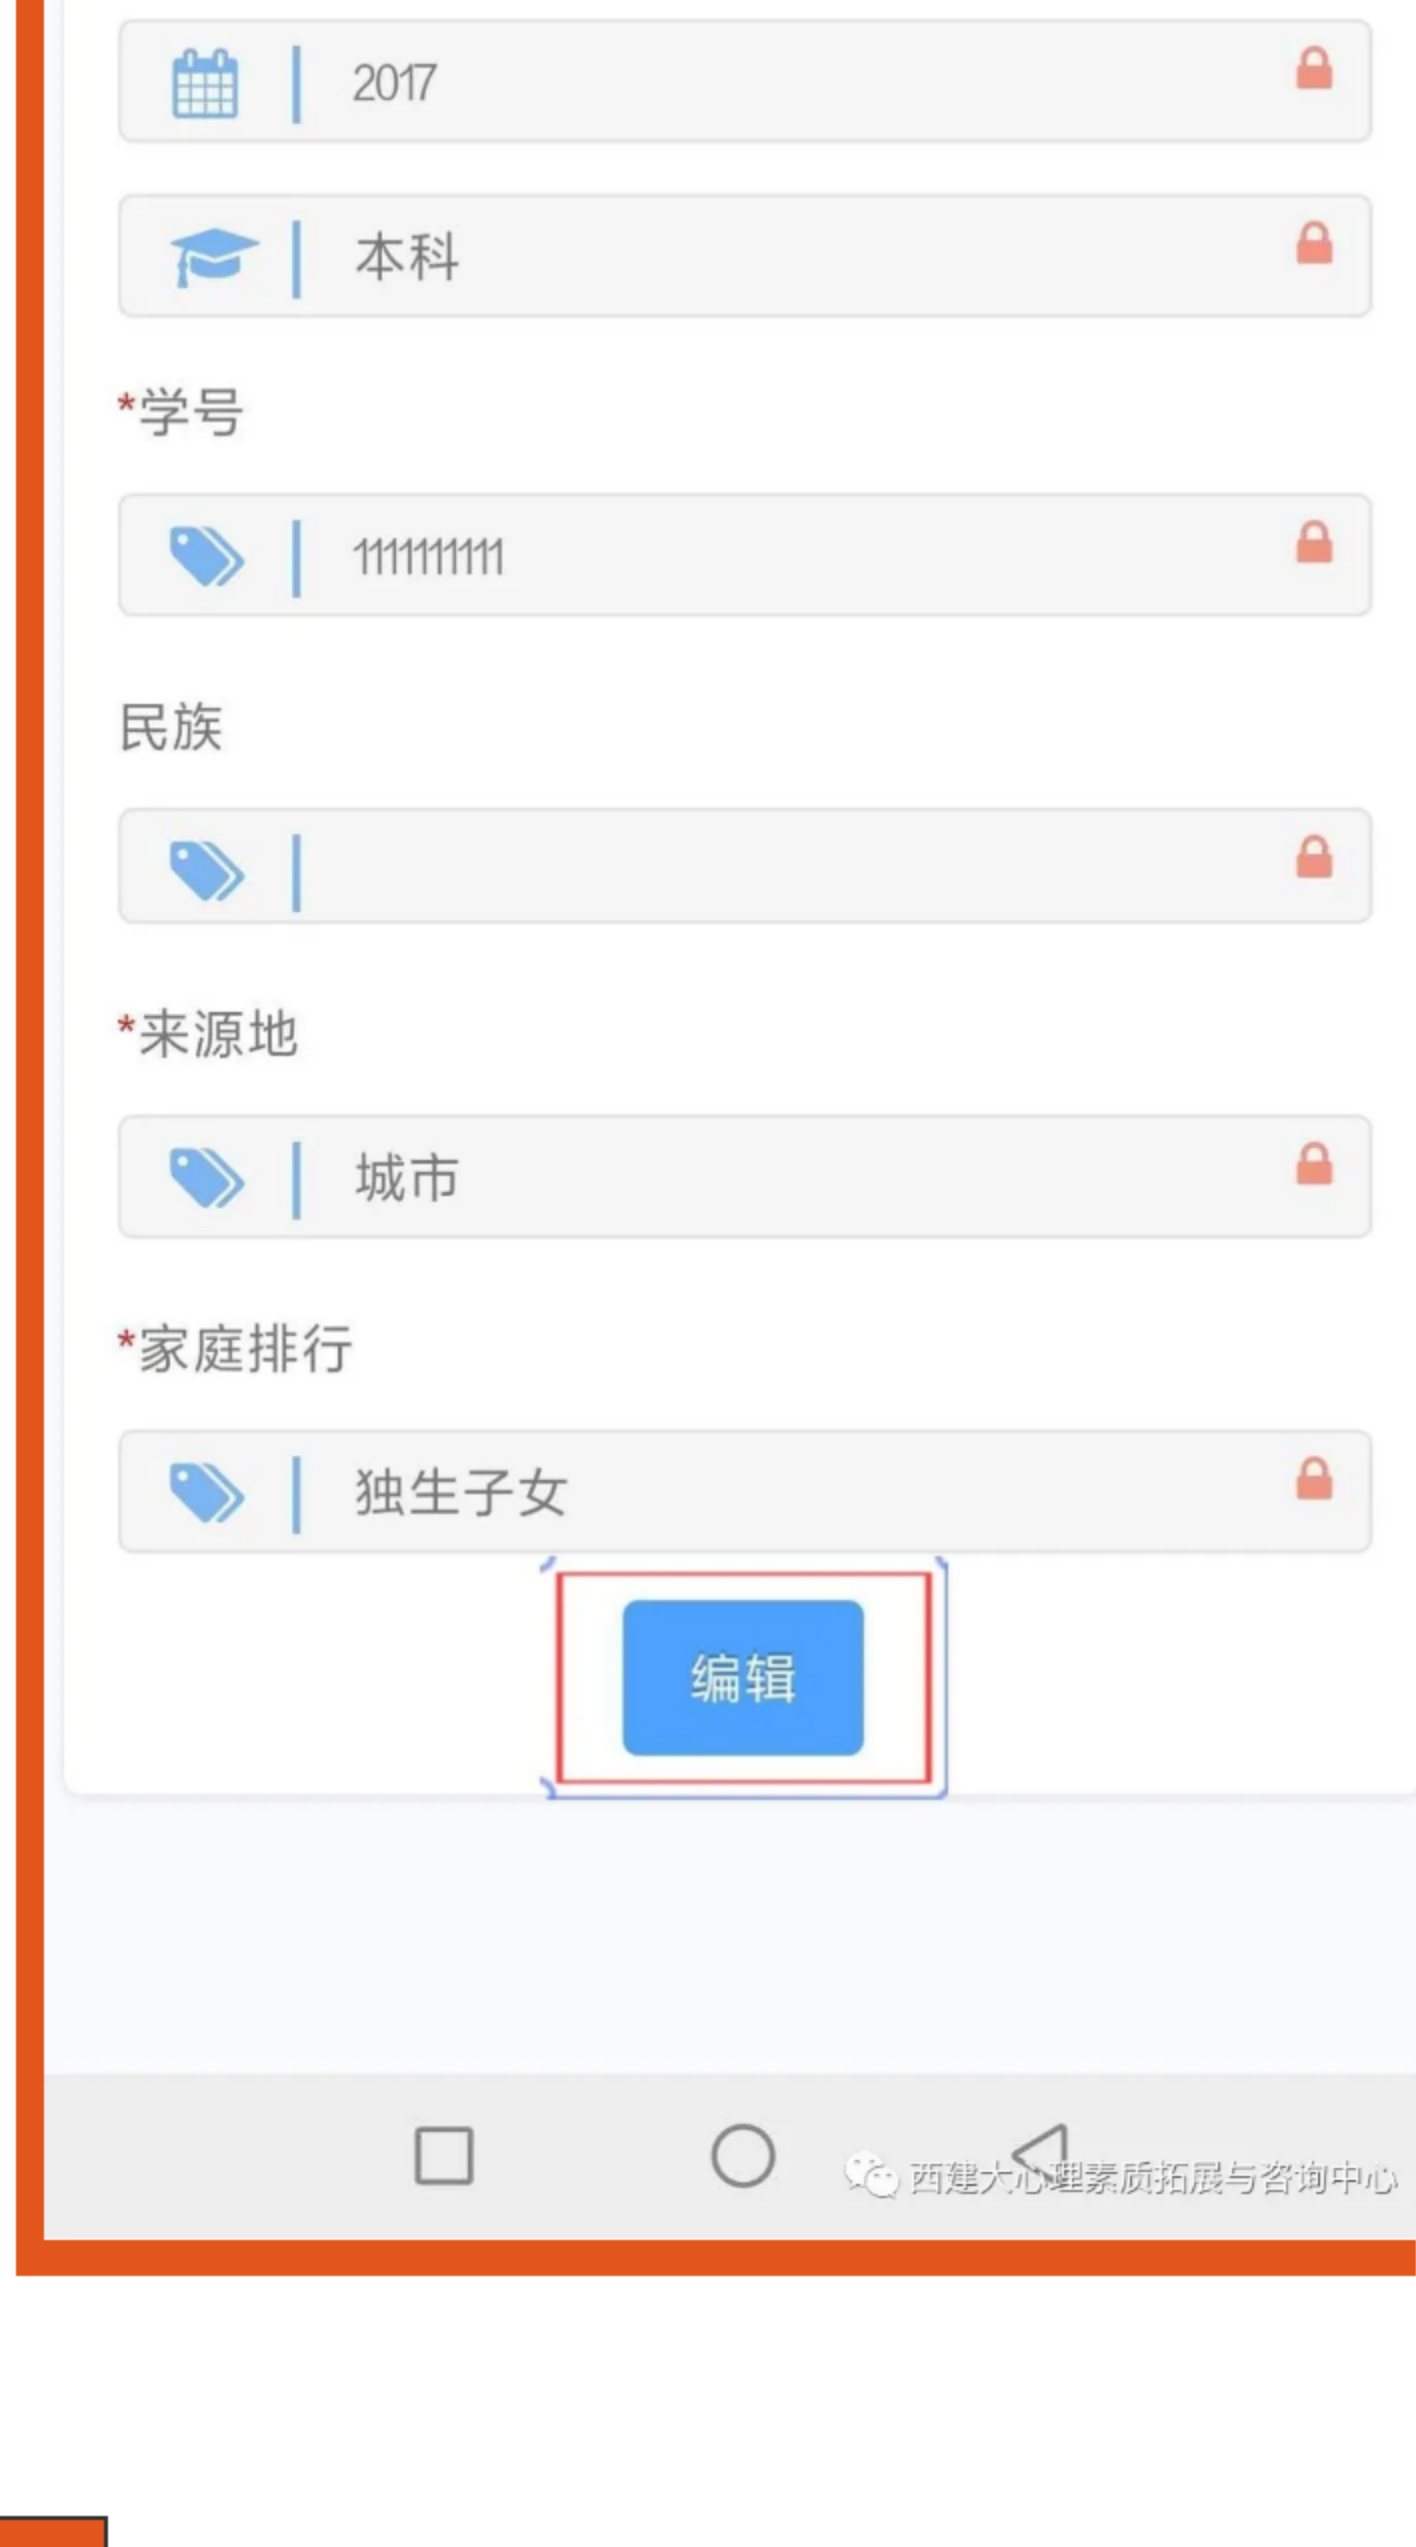 2017
本科
*学号
1111111111
民族
*来源地
城市
*家庭排行
独生子女
编辑
西建大心理素质拓展与咨询中心